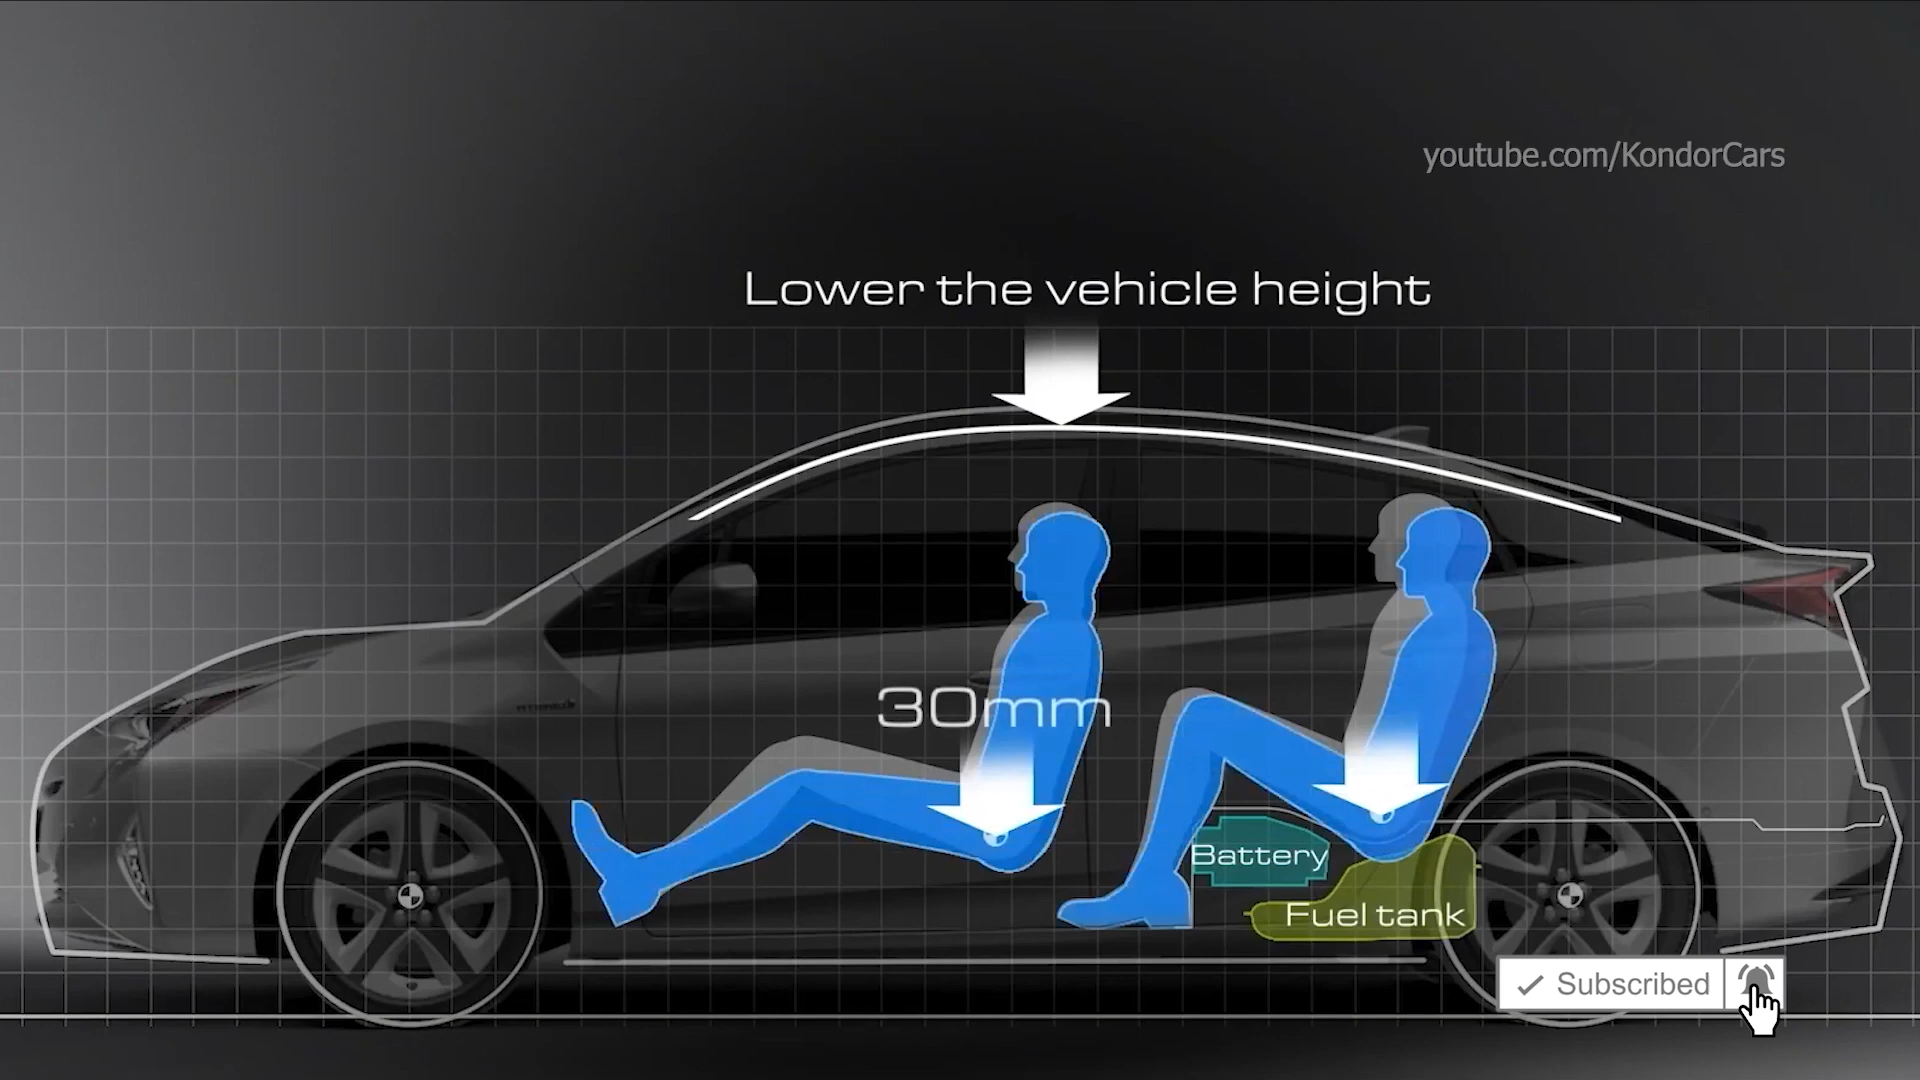 youtube.com/KondorCars
Lower the vehicle height
30mm
Battery
Fuel tank
Subscribed